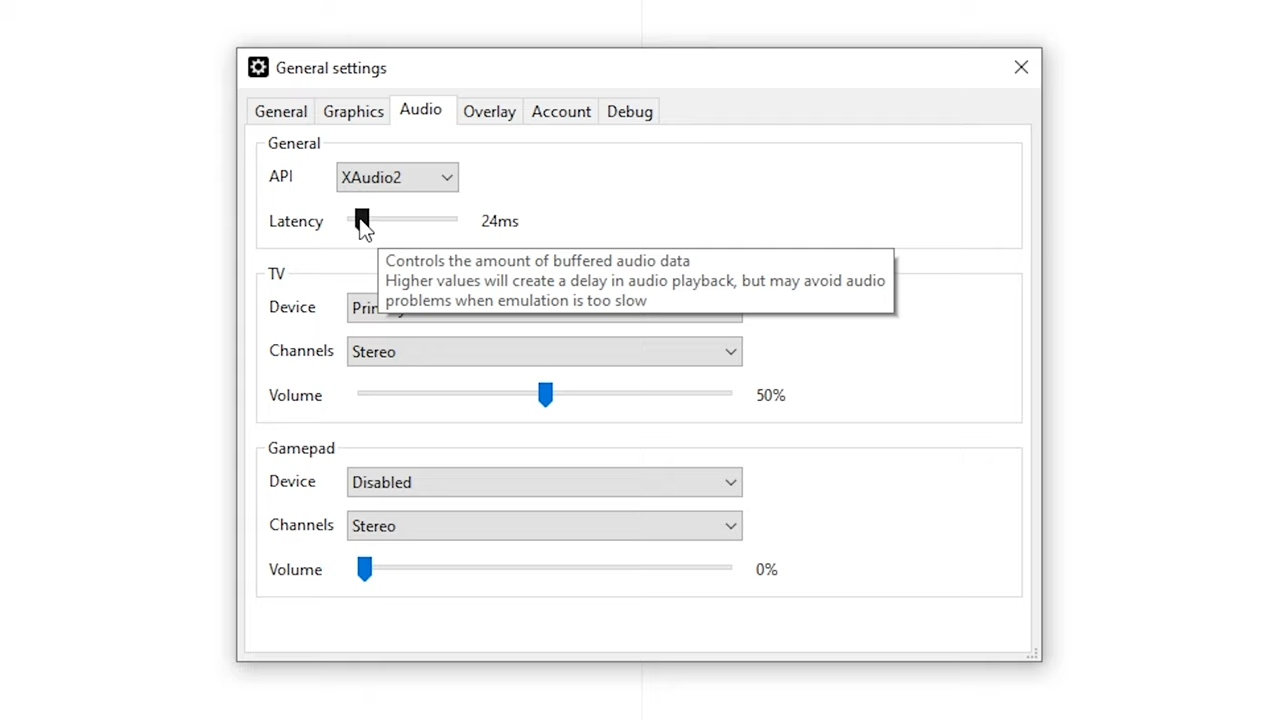 General settings
General Graphics Audio Overlay Account Debug
General
API XAudio2
Latency 24ms
Controls the amount of buffered audio data
Higher values will create a delay in audio playback, but may avoid audio
problems when emulation is too slow
TV
Device
Channels Stereo
Volume 50%
Gamepad
Device Disabled
Channels Stereo
Volume 0%